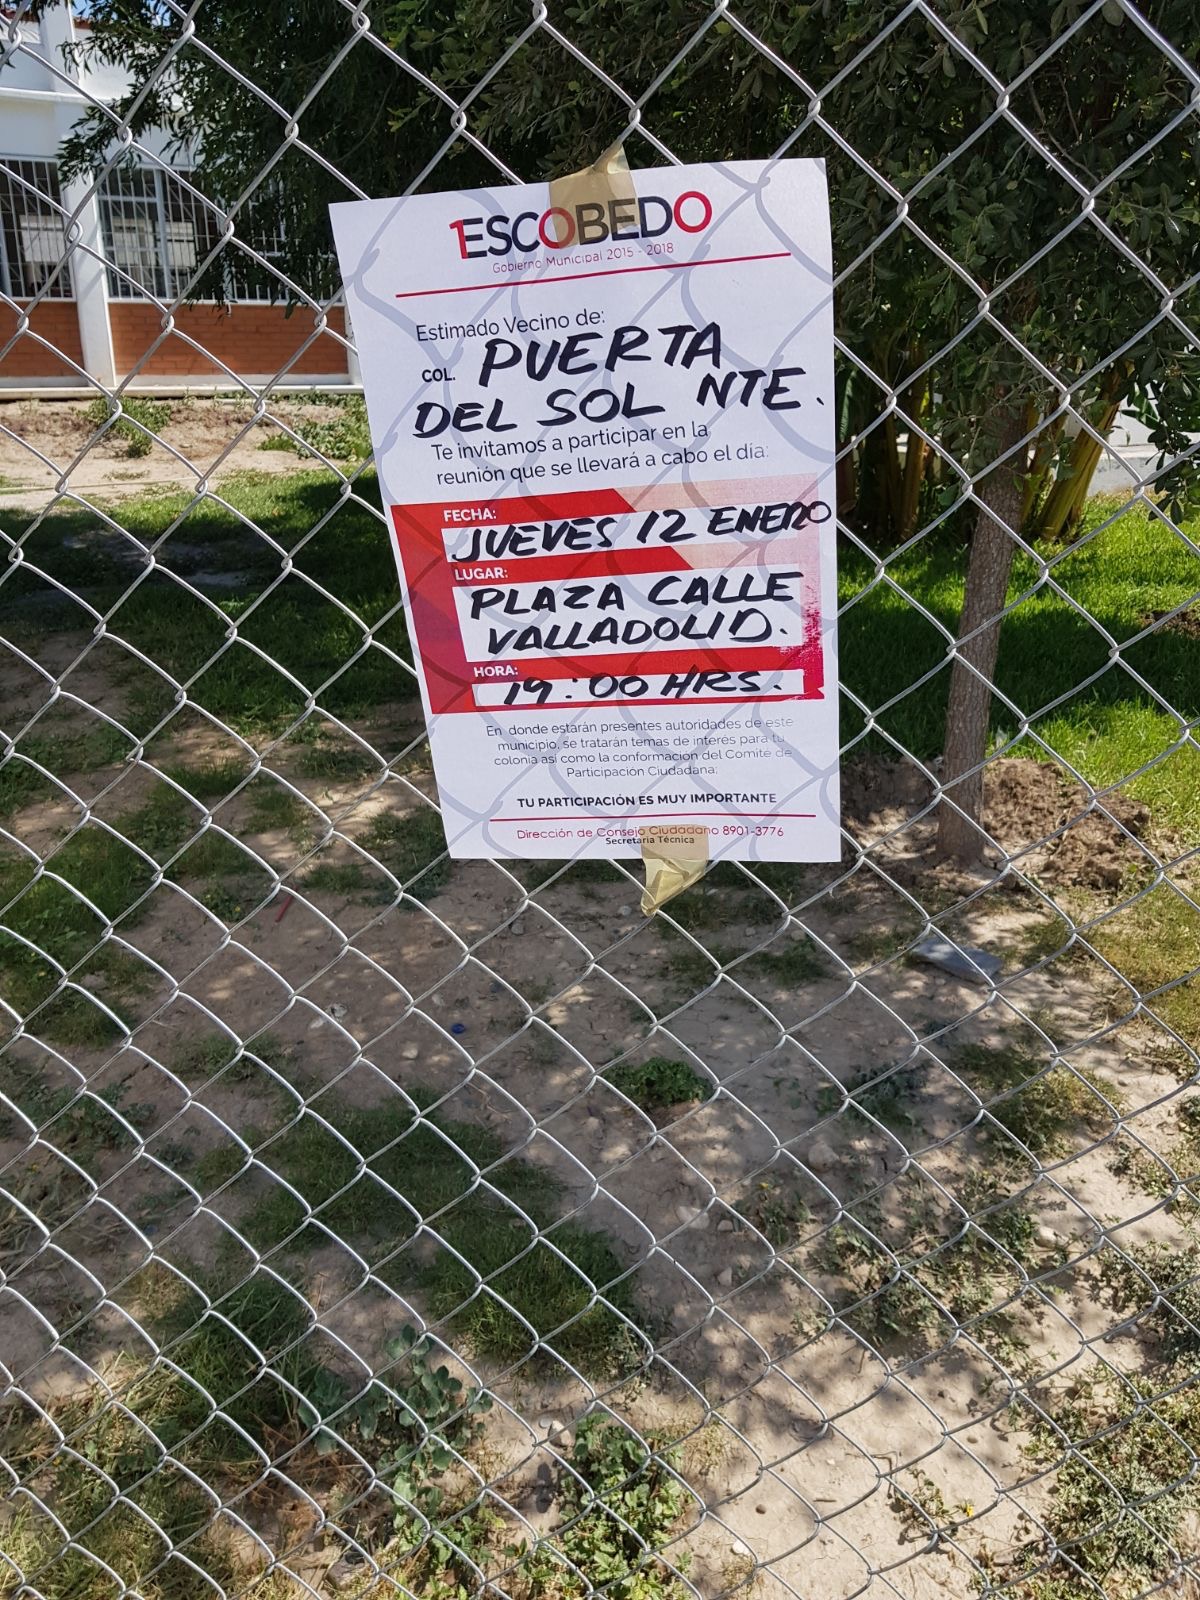 1ESCOBEDO
Gobierno Municipal 2015 - 2018
Estimado Vecino de:
COL. PUERTA
DEL SOL NTE.
Te invitamos a participar en la
reunión que se llevará a cabo el día:
FECHA:
JUEVES 12 ENERO
LUGAR:
PLAZA CALLE
VALLADOLID.
HORA:
19:00 HRS.
En donde estarán presentes autoridades de este
municipio, se tratarán temas de interés para tu
colonia así como la conformación del Comité de
Participación Ciudadana:
TU PARTICIPACIÓN ES MUY IMPORTANTE
Dirección de Consejo Ciudadano 8901-3776
Secretaría Técnica